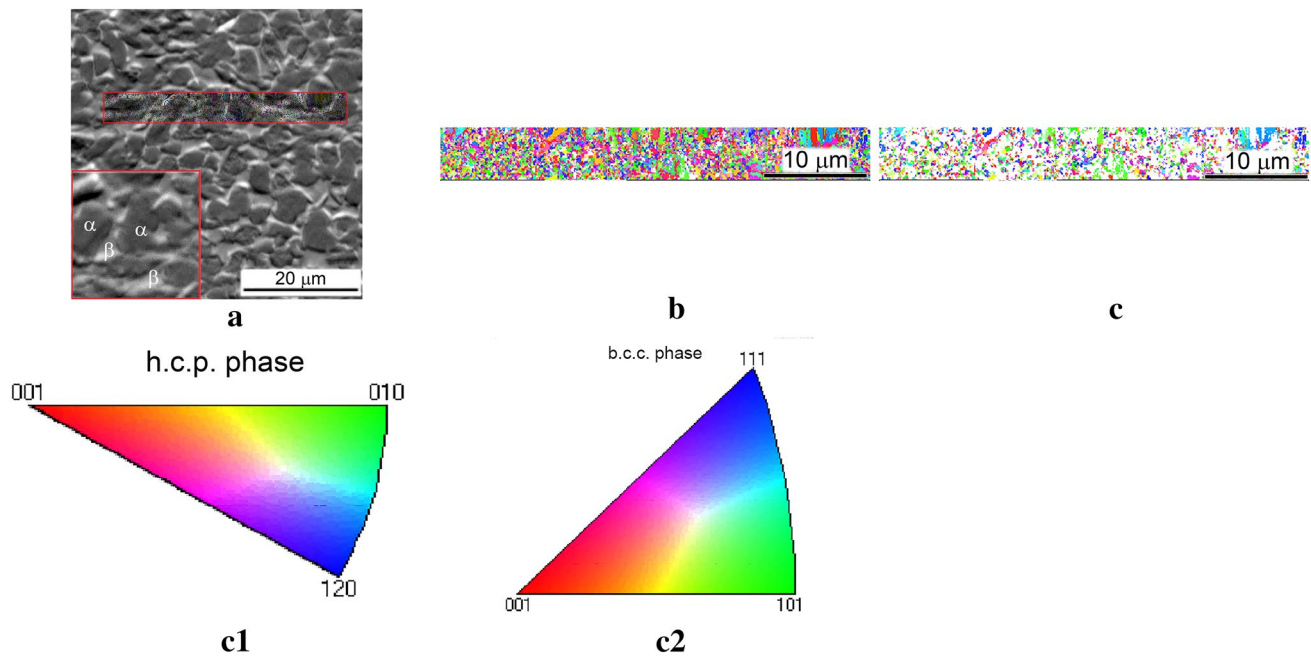 α
α
β
β
20 μm
a
10 μm
b
10 μm
c
h.c.p. phase
001
010
120
c1
b.c.c. phase
111
001
101
c2